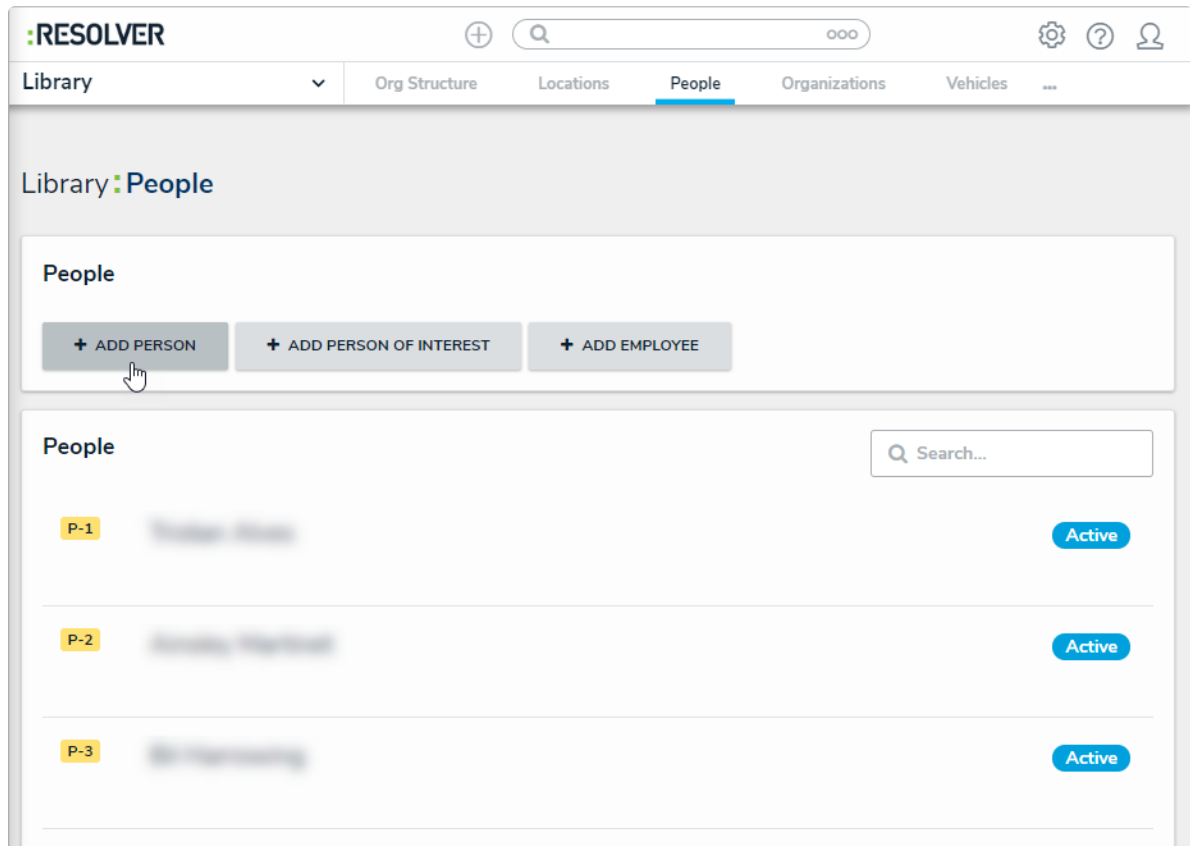 :RESOLVER
ooo
Library Org Structure Locations People Organizations Vehicles ...
Library:People
People
+ ADD PERSON + ADD PERSON OF INTEREST + ADD EMPLOYEE
People Search...
P-1 Active
P-2 Active
P-3 Active